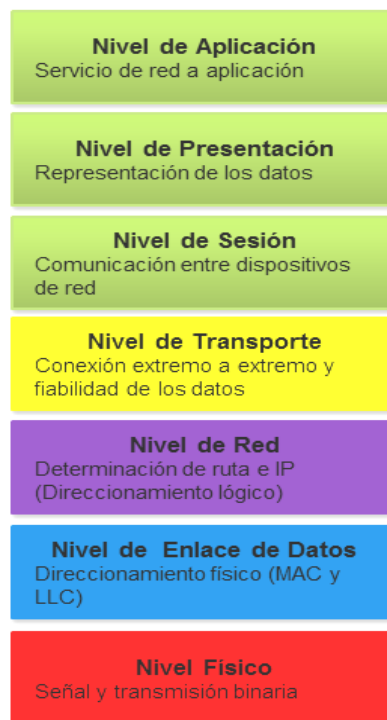 Nivel de Aplicación
Servicio de red a aplicación
Nivel de Presentación
Representación de los datos
Nivel de Sesión
Comunicación entre dispositivos
de red
Nivel de Transporte
Conexión extremo a extremo y
fiabilidad de los datos
Nivel de Red
Determinación de ruta e IP
(Direccionamiento lógico)
Nivel de Enlace de Datos
Direccionamiento físico (MAC y
LLC)
Nivel Físico
Señal y transmisión binaria